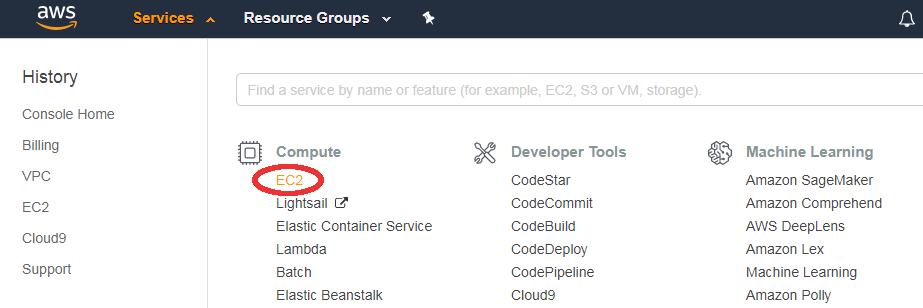 aws Services Resource Groups
History
Console Home
Billing
VPC
EC2
Cloud9
Support
Find a service by name or feature (for example, EC2, S3 or VM, storage).
Compute
EC2
Lightsail
Elastic Container Service
Lambda
Batch
Elastic Beanstalk
Developer Tools
CodeStar
CodeCommit
CodeBuild
CodeDeploy
CodePipeline
Cloud9
Machine Learning
Amazon SageMaker
Amazon Comprehend
AWS DeepLens
Amazon Lex
Machine Learning
Amazon Polly